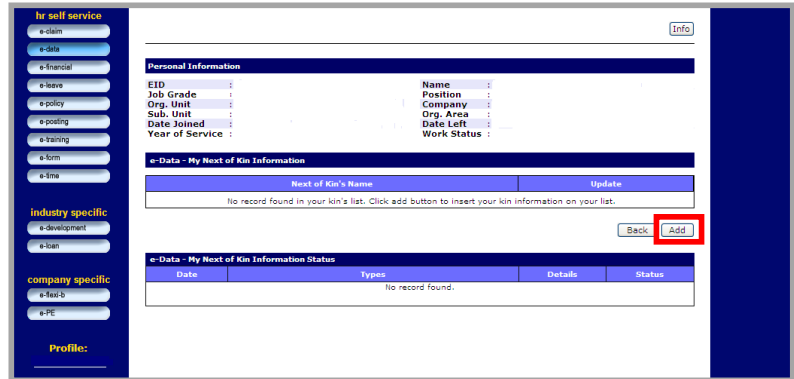 hr self service
e-claim
e-data
e-financial
e-leave
e-policy
e-posting
e-training
e-form
e-time
industry specific
e-development
e-loan
company specific
e-flexi-b
e-PE
Profile:
Info
Personal Information
EID : Name :
Job Grade : Position :
Org. Unit : Company :
Sub. Unit : Org. Area :
Date Joined : Date Left :
Year of Service : Work Status :
e-Data - My Next of Kin Information
Next of Kin's Name Update
No record found in your kin's list. Click add button to insert your kin information on your list.
Back Add
e-Data - My Next of Kin Information Status
Date Types Details Status
No record found.